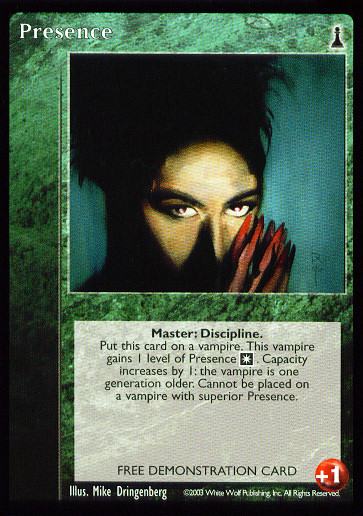 Presence
Master: Discipline.
Put this card on a vampire. This vampire
gains 1 level of Presence . Capacity
increases by 1: the vampire is one
generation older. Cannot be placed on
a vampire with superior Presence.
FREE DEMONSTRATION CARD
+1
Illus. Mike Dringenberg
©2003 White Wolf Publishing, Inc. All Rights Reserved.